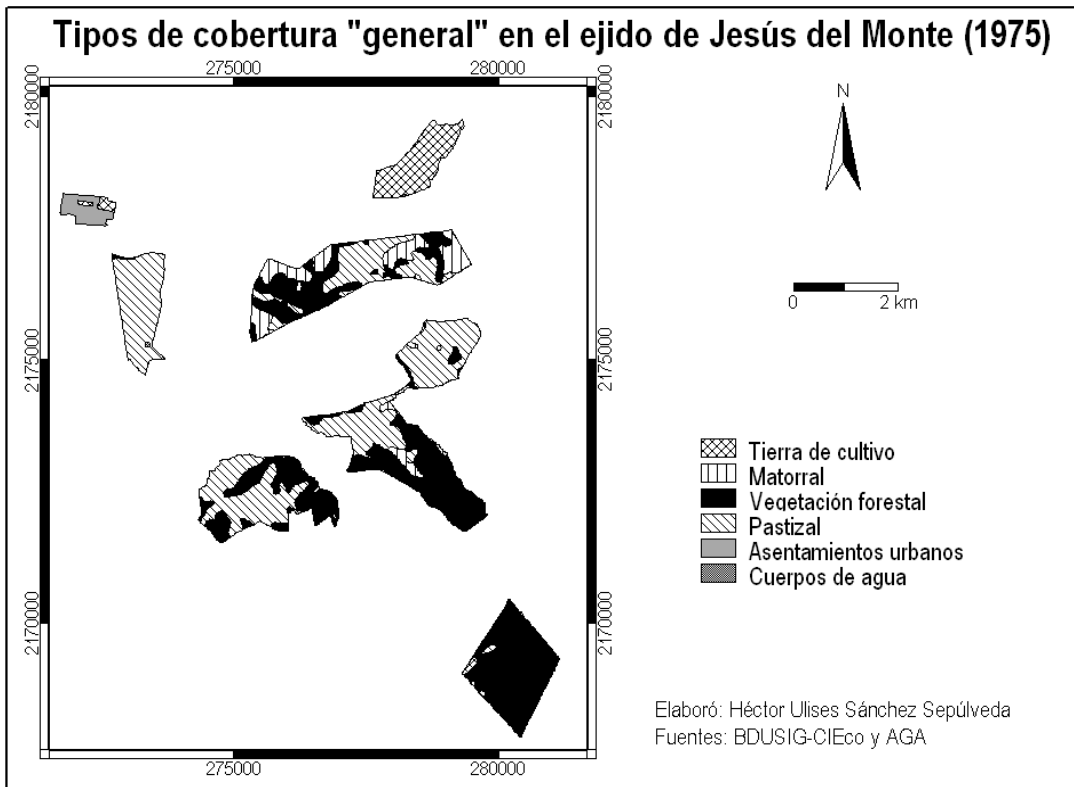 Tipos de cobertura "general" en el ejido de Jesús del Monte (1975)
275000 280000
2180000 2180000
N
0 2 km
2175000 2175000
Tierra de cultivo
Matorral
Vegetación forestal
Pastizal
Asentamientos urbanos
Cuerpos de agua
2170000 2170000
Elaboró: Héctor Ulises Sánchez Sepúlveda
Fuentes: BDUSIG-CIEco y AGA
275000 280000